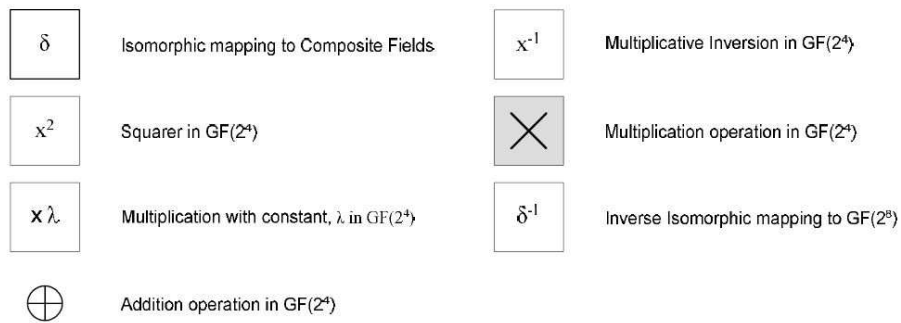 δ Isomorphic mapping to Composite Fields
x⁻¹ Multiplicative Inversion in GF(2⁴)
x² Squarer in GF(2⁴)
Multiplication operation in GF(2⁴)
x λ Multiplication with constant, λ in GF(2⁴)
δ⁻¹ Inverse Isomorphic mapping to GF(2⁸)
Addition operation in GF(2⁴)